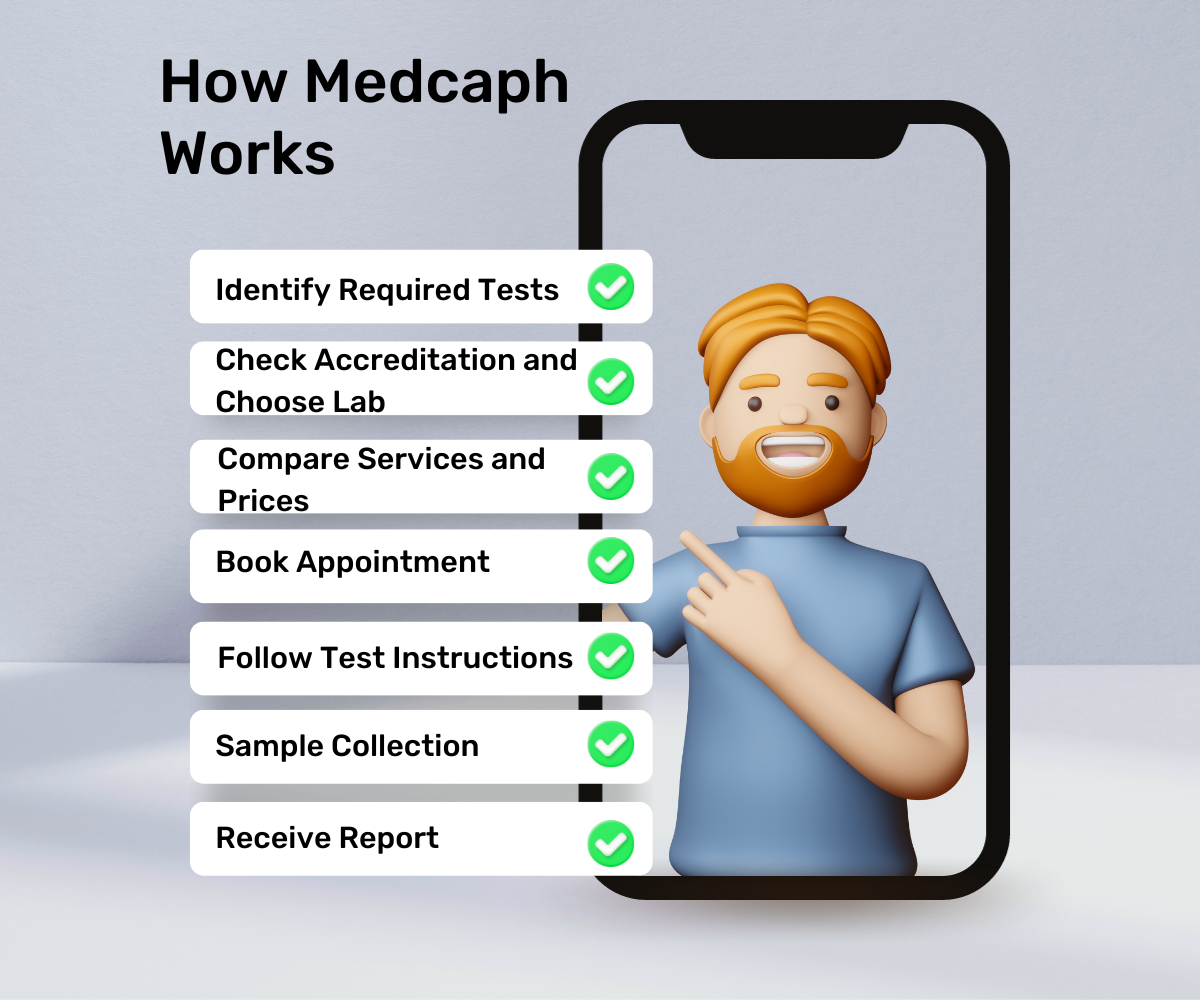 How Medcaph
Works
Identify Required Tests
Check Accreditation and
Choose Lab
Compare Services and
Prices
Book Appointment
Follow Test Instructions
Sample Collection
Receive Report